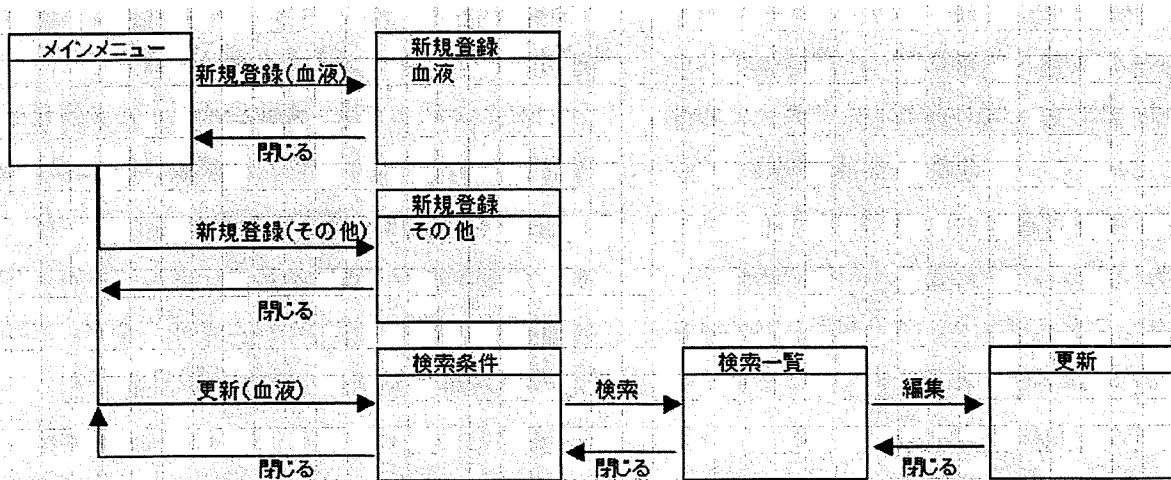 メインメニュー
新規登録
血液
新規登録(血液)
閉じる
新規登録
その他
新規登録(その他)
閉じる
検索条件
検索一覧
更新
更新(血液)
検索
編集
閉じる
閉じる
閉じる